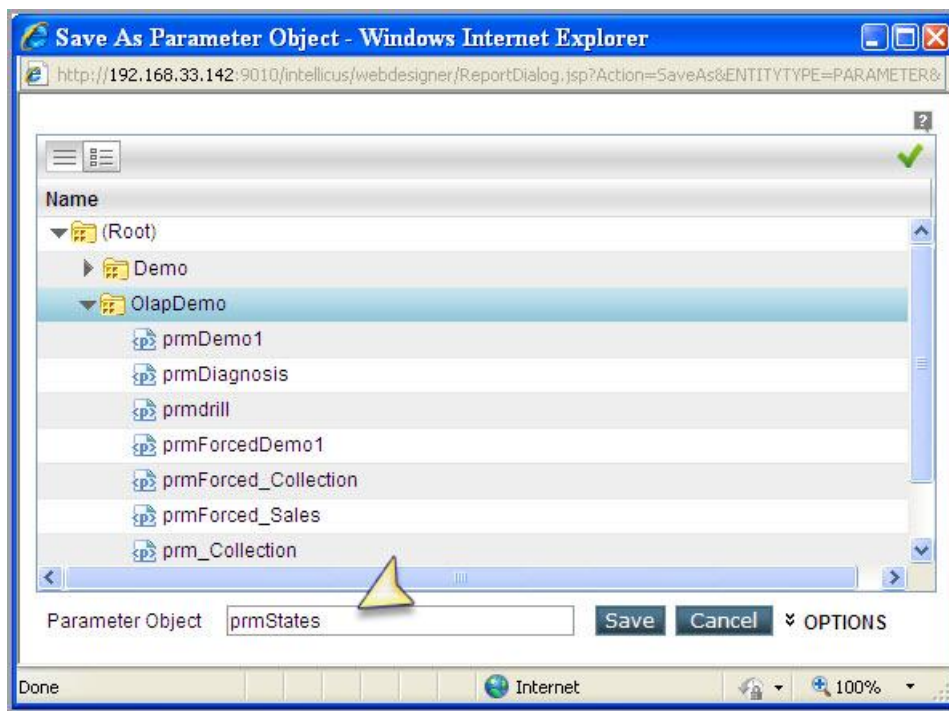 Save As Parameter Object - Windows Internet Explorer
http://192.168.33.142:9010/intellicus/webdesigner/ReportDialog.jsp?Action=SaveAs&ENTITYTYPE=PARAMETER&
?
Name
(Root)
Demo
OlapDemo
<p> prmDemo1
<p> prmDiagnosis
<p> prmdrill
<p> prmForcedDemo1
<p> prmForced_Collection
<p> prmForced_Sales
<p> prm_Collection
Parameter Object prmStates Save Cancel OPTIONS
Done Internet 100%